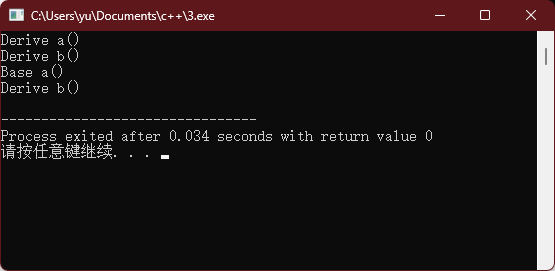 C:\Users\yu\Documents\c++\3.exe
Derive a()
Derive b()
Base a()
Derive b()
--------------------------------
Process exited after 0.034 seconds with return value 0
请按任意键继续. . .